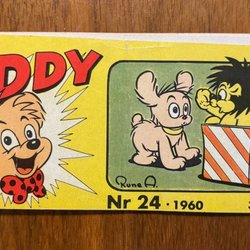 DDY
Rune A.
Nr 24 · 1960